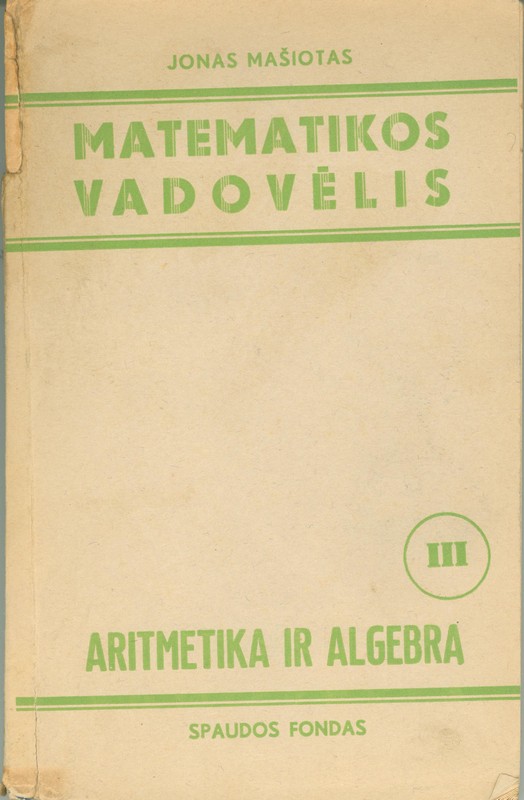 JONAS MAŠIOTAS
MATEMATIKOS
VADOVĖLIS
III
ARITMETIKA IR ALGEBRA
SPAUDOS FONDAS